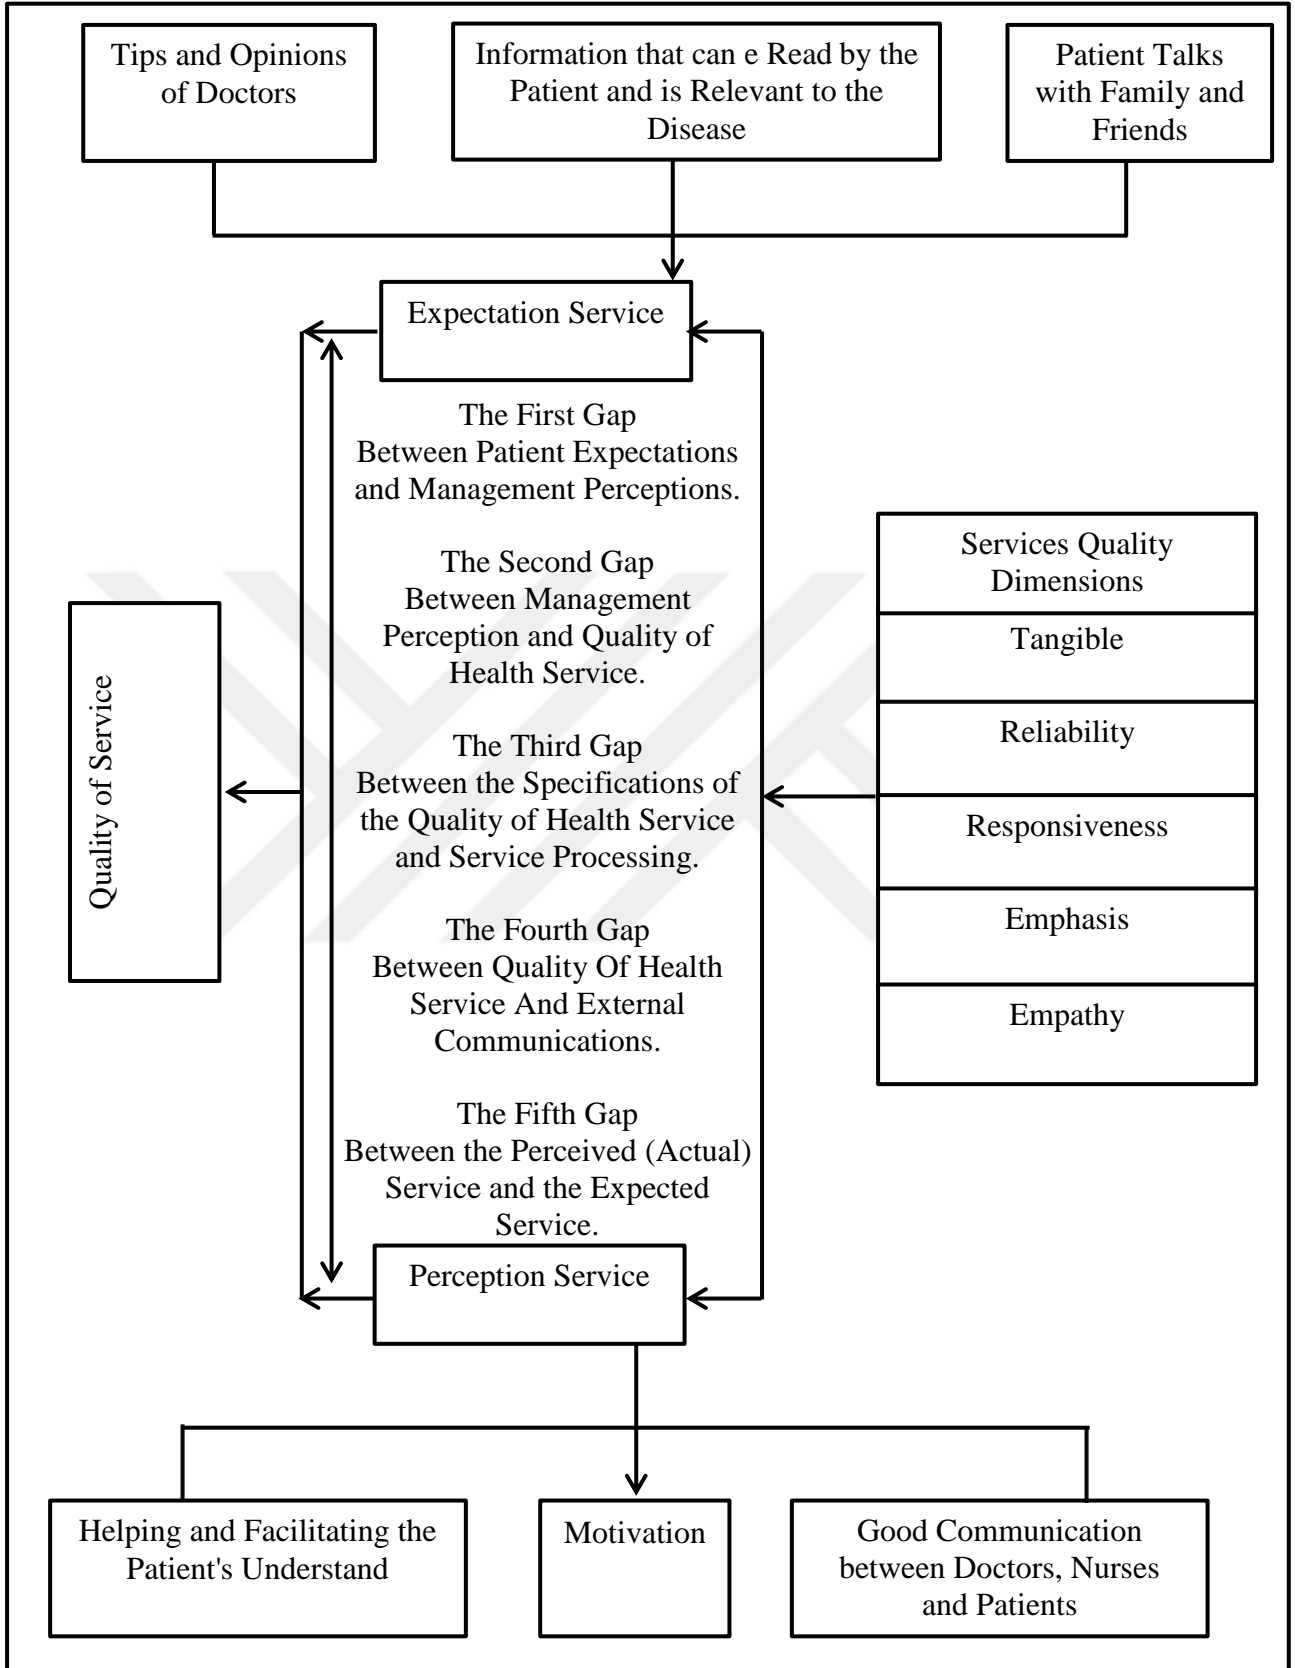 Tips and Opinions
of Doctors
Information that can e Read by the
Patient and is Relevant to the
Disease
Patient Talks
with Family and
Friends
Expectation Service
The First Gap
Between Patient Expectations
and Management Perceptions.
The Second Gap
Between Management
Perception and Quality of
Health Service.
The Third Gap
Between the Specifications of
the Quality of Health Service
and Service Processing.
The Fourth Gap
Between Quality Of Health
Service And External
Communications.
The Fifth Gap
Between the Perceived (Actual)
Service and the Expected
Service.
Quality of Service
Services Quality
Dimensions
Tangible
Reliability
Responsiveness
Emphasis
Empathy
Perception Service
Helping and Facilitating the
Patient's Understand
Motivation
Good Communication
between Doctors, Nurses
and Patients